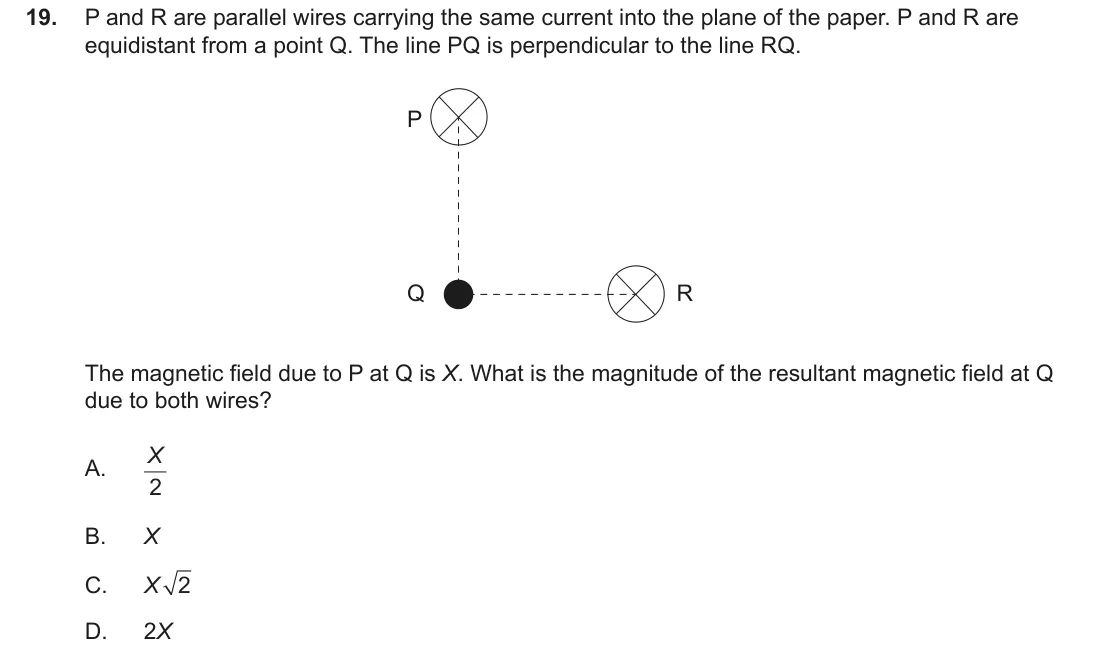 19. P and R are parallel wires carrying the same current into the plane of the paper. P and R are
equidistant from a point Q. The line PQ is perpendicular to the line RQ.
P
Q
R
The magnetic field due to P at Q is X. What is the magnitude of the resultant magnetic field at Q
due to both wires?
A. X/2
B. X
C. X√2
D. 2X